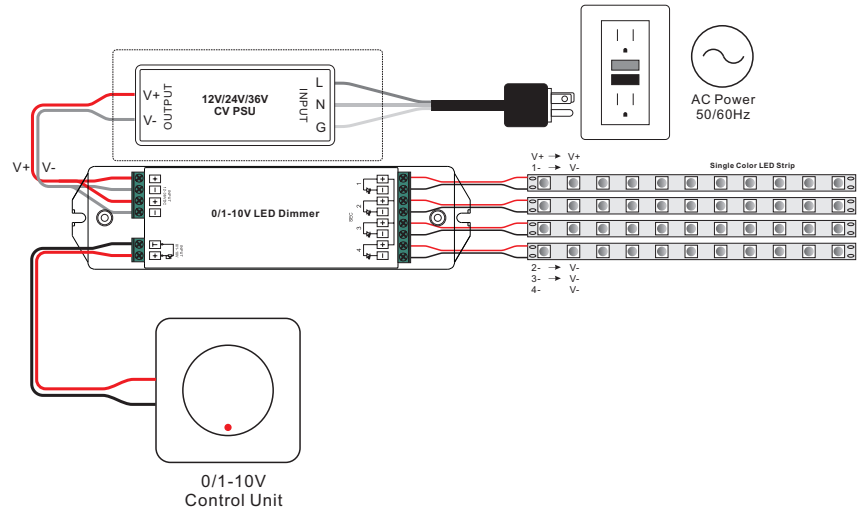 L
V+
OUTPUT
12V/24V/36V
CV PSU
INPUT
N
V-
G
AC Power
50/60Hz
V+ V-
V+ → V+
1- → V-
Single Color LED Strip
0/1-10V LED Dimmer
+
−
+
−
1
2
3
4
+
−
+
−
+
−
+
−
+
2- → V-
3- → V-
4- V-
0/1-10V
Control Unit